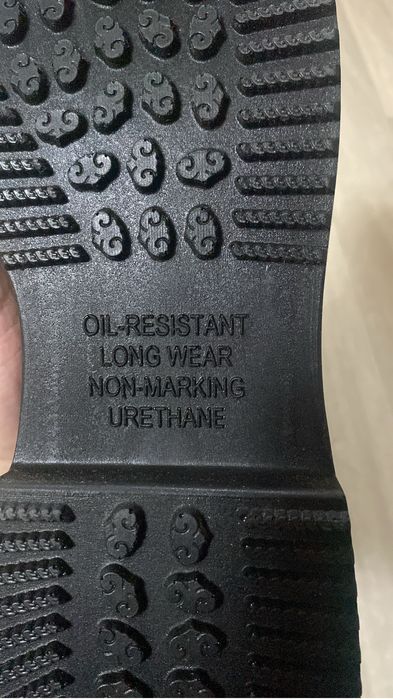 OIL-RESISTANT
LONG WEAR
NON-MARKING
URETHANE